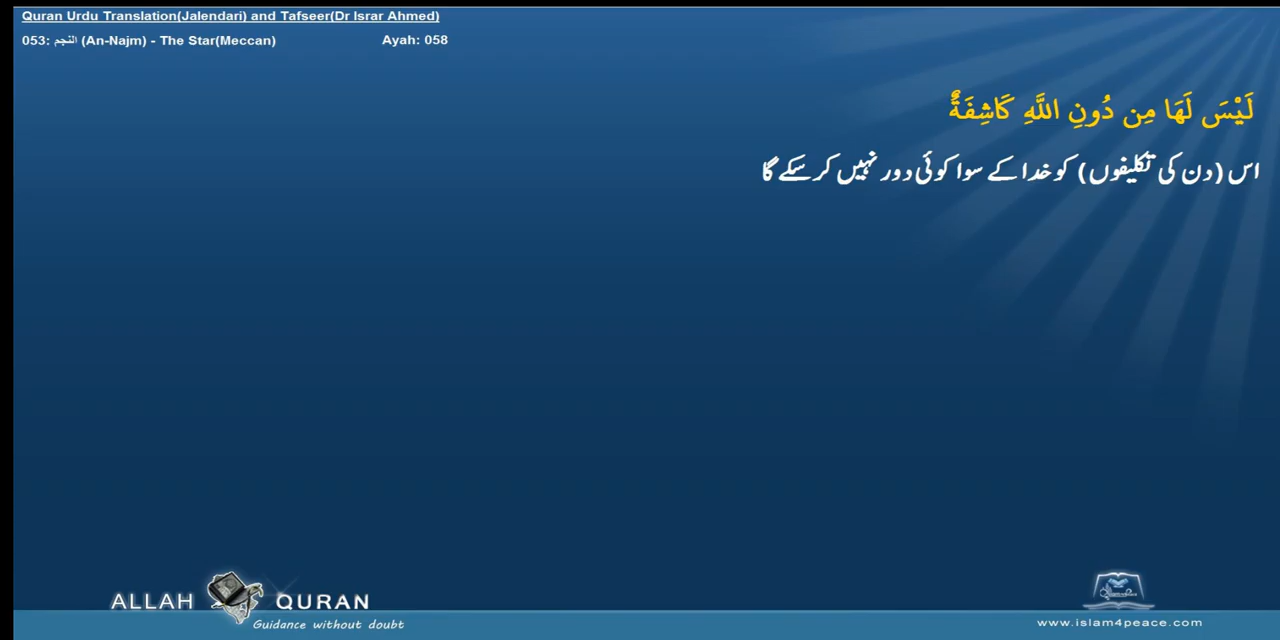 Quran Urdu Translation(Jalendari) and Tafseer(Dr Israr Ahmed)
053: النجم (An-Najm) - The Star(Meccan) Ayah: 058
لَيْسَ لَهَا مِن دُونِ اللَّهِ كَاشِفَةٌ
اس (دن کی تکلیفوں) کو خدا کے سوا کوئی دور نہیں کرسکے گا
ALLAH QURAN
Guidance without doubt
www.islam4peace.com